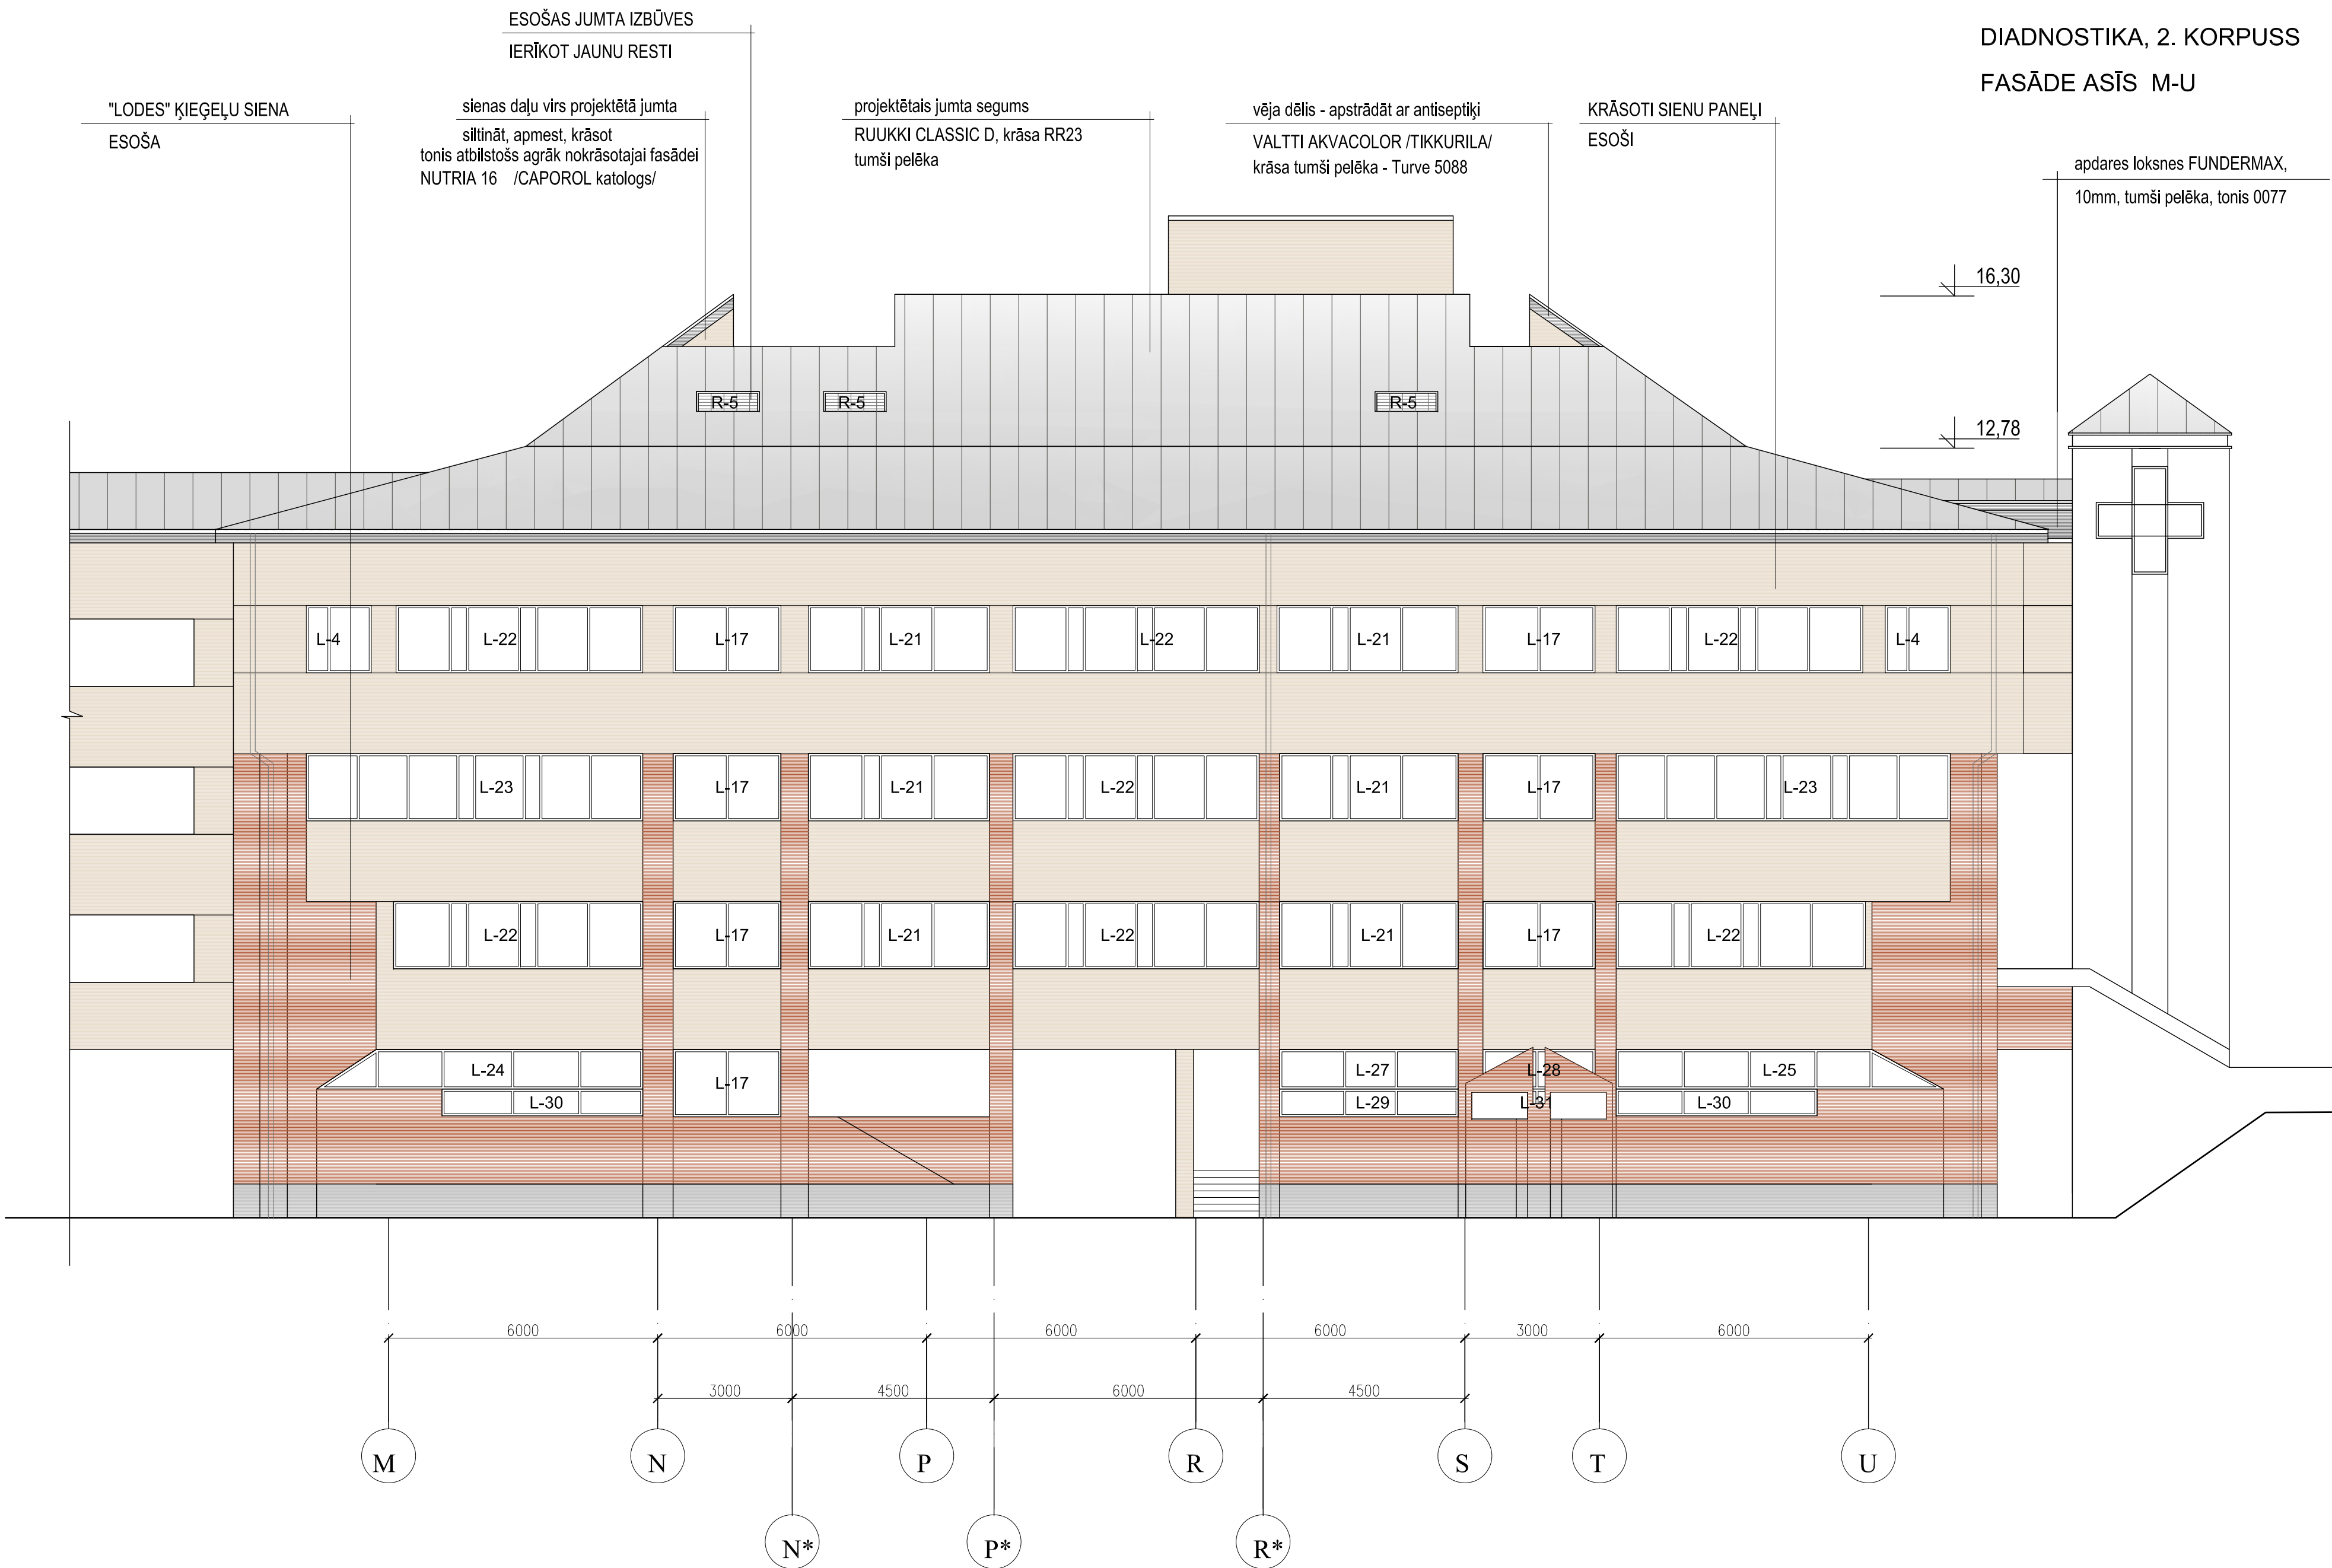 ESOŠAS JUMTA IZBŪVES
IERĪKOT JAUNU RESTI
DIADNOSTIKA, 2. KORPUSS
FASĀDE ASĪS M-U
"LODES" ĶIEĢEĻU SIENA
ESOŠA
sienas daļu virs projektētā jumta
siltināt, apmest, krāsot
tonis atbilstošs agrāk nokrāsotajai fasādei
NUTRIA 16 /CAPOROL katologs/
projektētais jumta segums
RUUKKI CLASSIC D, krāsa RR23
tumši pelēka
vēja dēlis - apstrādāt ar antiseptiķi
VALTTI AKVACOLOR /TIKKURILA/
krāsa tumši pelēka - Turve 5088
KRĀSOTI SIENU PANEĻI
ESOŠI
apdares loksnes FUNDERMAX,
10mm, tumši pelēka, tonis 0077
16,30
R-5 R-5 R-5
12,78
L-4 L-22 L-17 L-21 L-22 L-21 L-17 L-22 L-4
L-23 L-17 L-21 L-22 L-21 L-17 L-23
L-22 L-17 L-21 L-22 L-21 L-17 L-22
L-24 L-17 L-27 L-28 L-25
L-30 L-29 L-31 L-30
6000 6000 6000 6000 3000 6000
3000 4500 6000 4500
M N P R S T U
N* P* R*